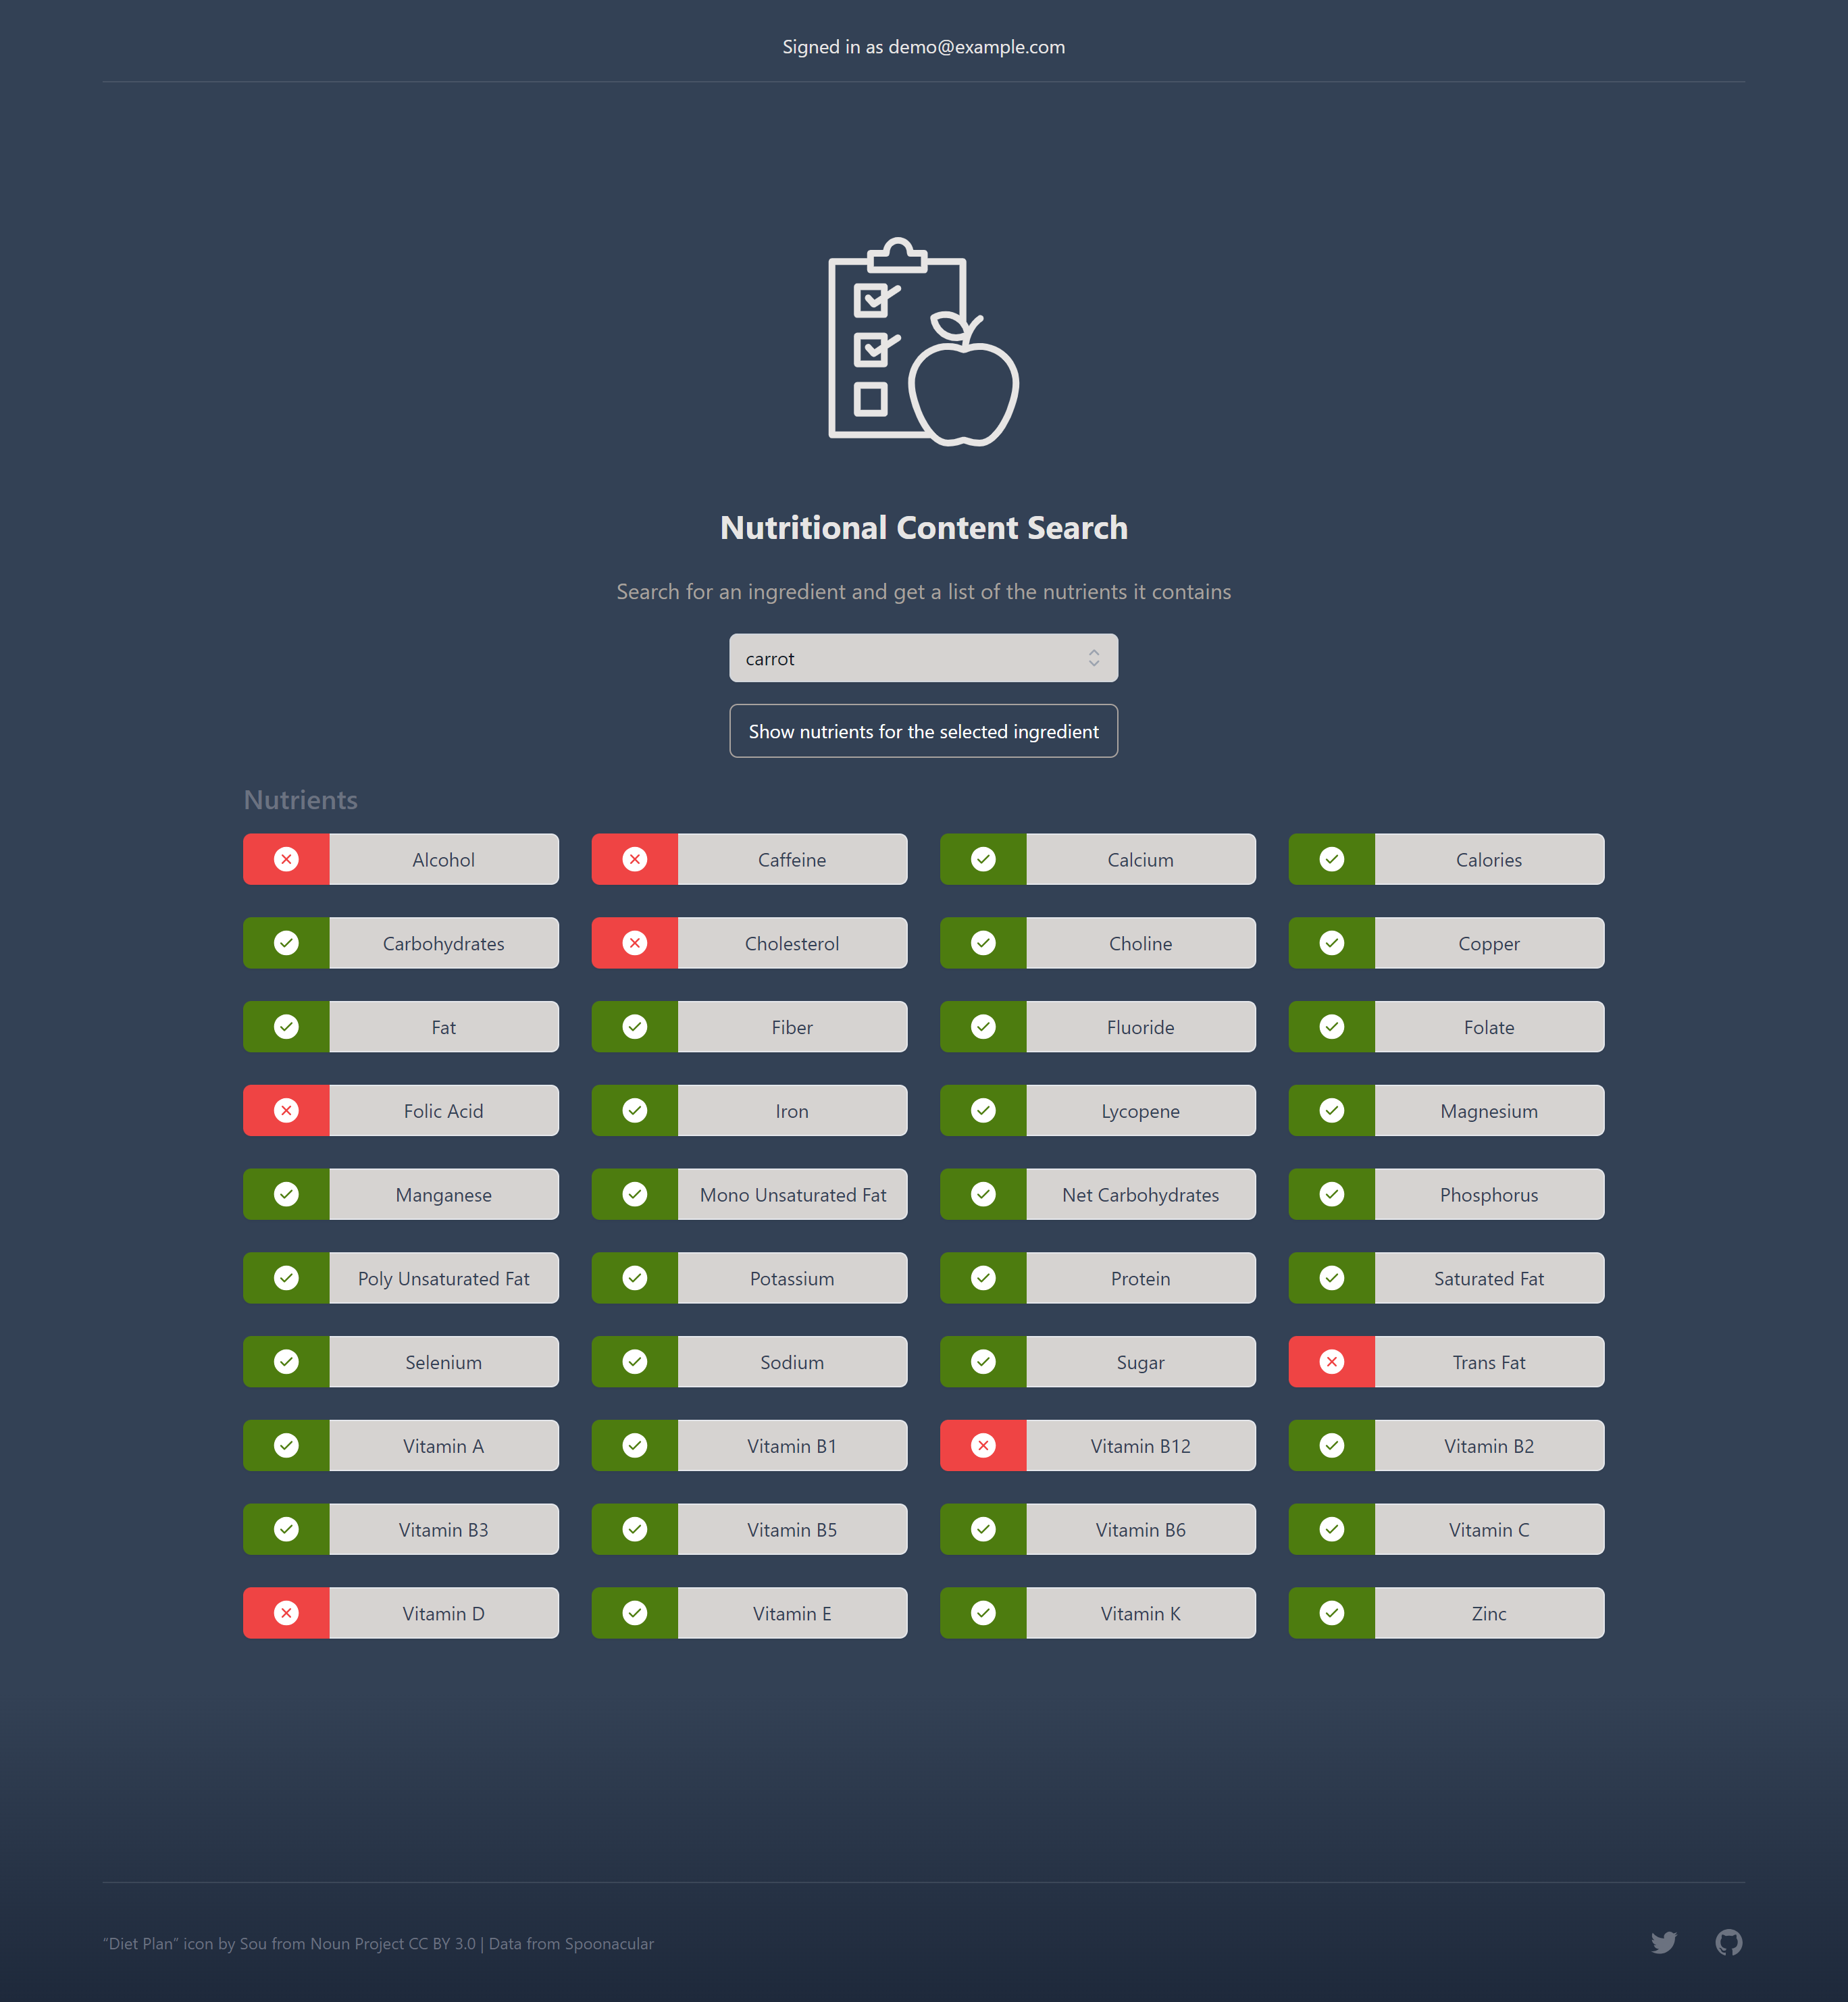 Signed in as demo@example.com
Nutritional Content Search
Search for an ingredient and get a list of the nutrients it contains
carrot
Show nutrients for the selected ingredient
Nutrients
Alcohol
Caffeine
Calcium
Calories
Carbohydrates
Cholesterol
Choline
Copper
Fat
Fiber
Fluoride
Folate
Folic Acid
Iron
Lycopene
Magnesium
Manganese
Mono Unsaturated Fat
Net Carbohydrates
Phosphorus
Poly Unsaturated Fat
Potassium
Protein
Saturated Fat
Selenium
Sodium
Sugar
Trans Fat
Vitamin A
Vitamin B1
Vitamin B12
Vitamin B2
Vitamin B3
Vitamin B5
Vitamin B6
Vitamin C
Vitamin D
Vitamin E
Vitamin K
Zinc
“Diet Plan” icon by Sou from Noun Project CC BY 3.0 | Data from Spoonacular